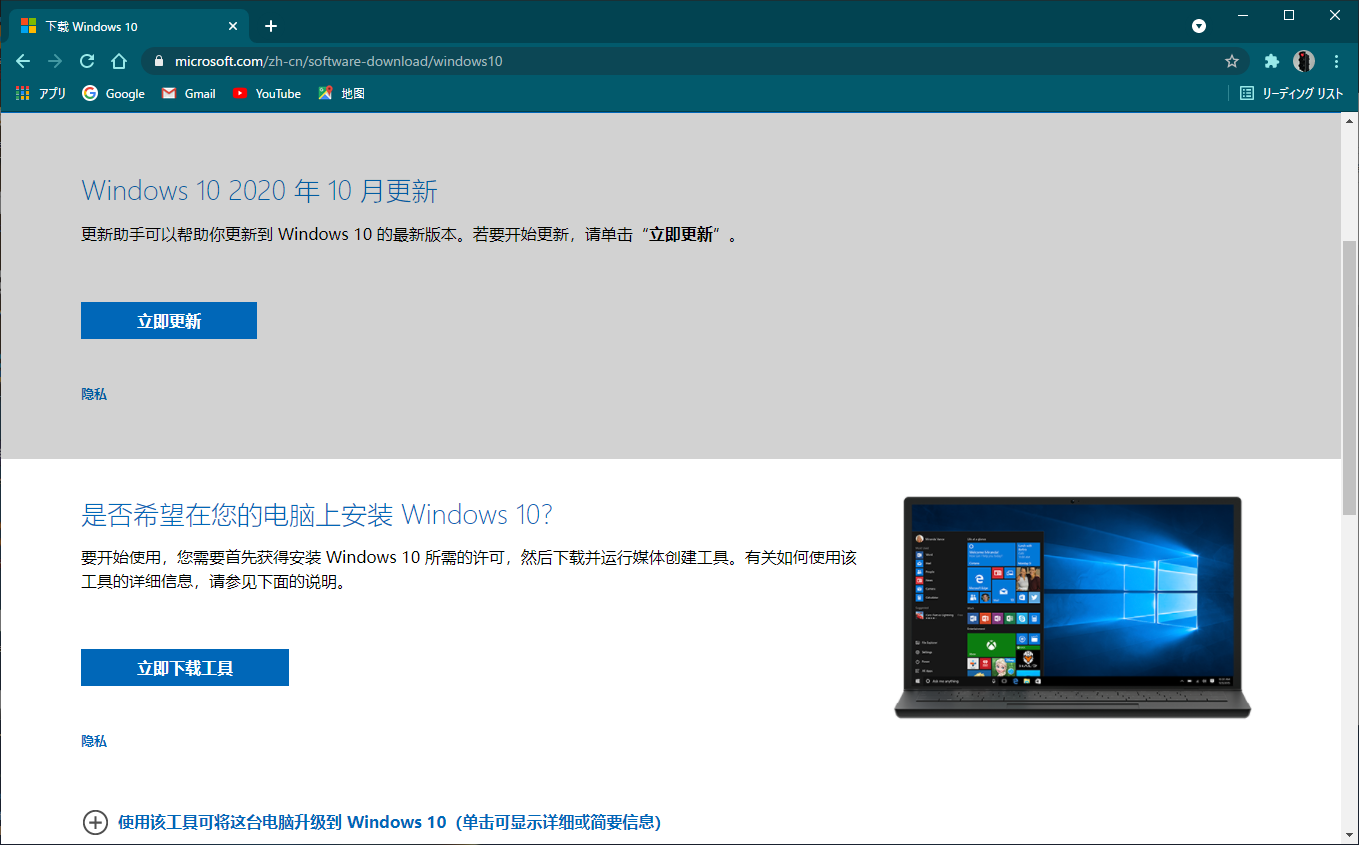 下载 Windows 10
microsoft.com/zh-cn/software-download/windows10
アプリ Google Gmail YouTube 地图 リーディング リスト
Windows 10 2020 年 10 月更新
更新助手可以帮助你更新到 Windows 10 的最新版本。若要开始更新，请单击“立即更新”。
立即更新
隐私
是否希望在您的电脑上安装 Windows 10?
要开始使用，您需要首先获得安装 Windows 10 所需的许可，然后下载并运行媒体创建工具。有关如何使用该
工具的详细信息，请参见下面的说明。
立即下载工具
隐私
使用该工具可将这台电脑升级到 Windows 10（单击可显示详细或简要信息）